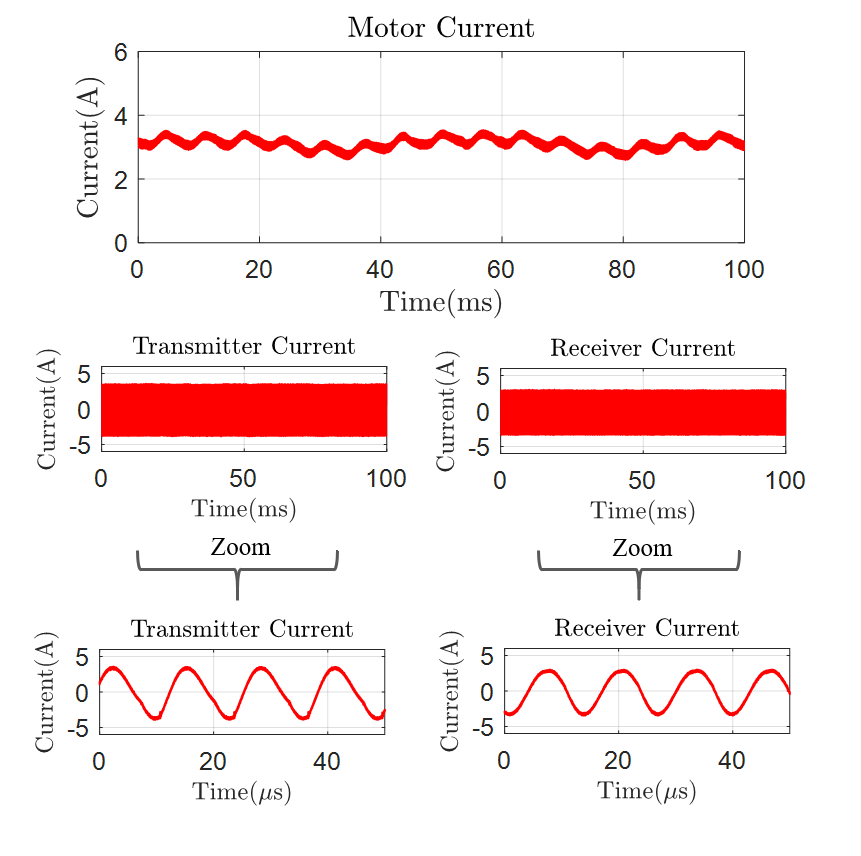 Motor Current
Current(A)
6
4
2
0
0 20 40 60 80 100
Time(ms)
Transmitter Current
Current(A)
5
0
-5
0 50 100
Time(ms)
Receiver Current
Current(A)
5
0
-5
0 50 100
Time(ms)
Zoom
Zoom
Transmitter Current
Current(A)
5
0
-5
0 20 40
Time(μs)
Receiver Current
Current(A)
5
0
-5
0 20 40
Time(μs)